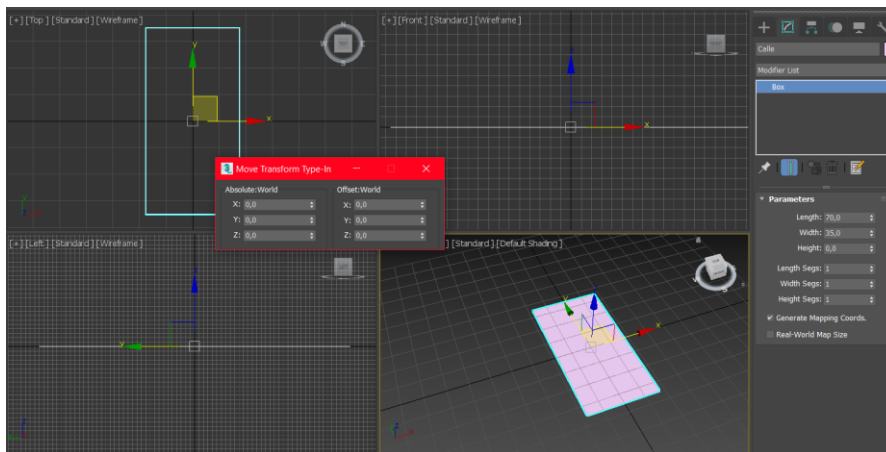 [+] [Top ] [Standard ] [Wireframe ]
N
W
E
S
y
x
[+] [Front ] [Standard ] [Wireframe ]
x
Calle
Modifier List
Box
Move Transform Type-In
Absolute:World
Offset:World
X: 0,0
X: 0,0
Y: 0,0
Y: 0,0
Z: 0,0
Z: 0,0
[+] [Left ] [Standard ] [Wireframe ]
y
] [Standard ] [Default Shading ]
x
Parameters
Length: 70,0
Width: 35,0
Height: 0,0
Length Segs: 1
Width Segs: 1
Height Segs: 1
Generate Mapping Coords.
Real-World Map Size